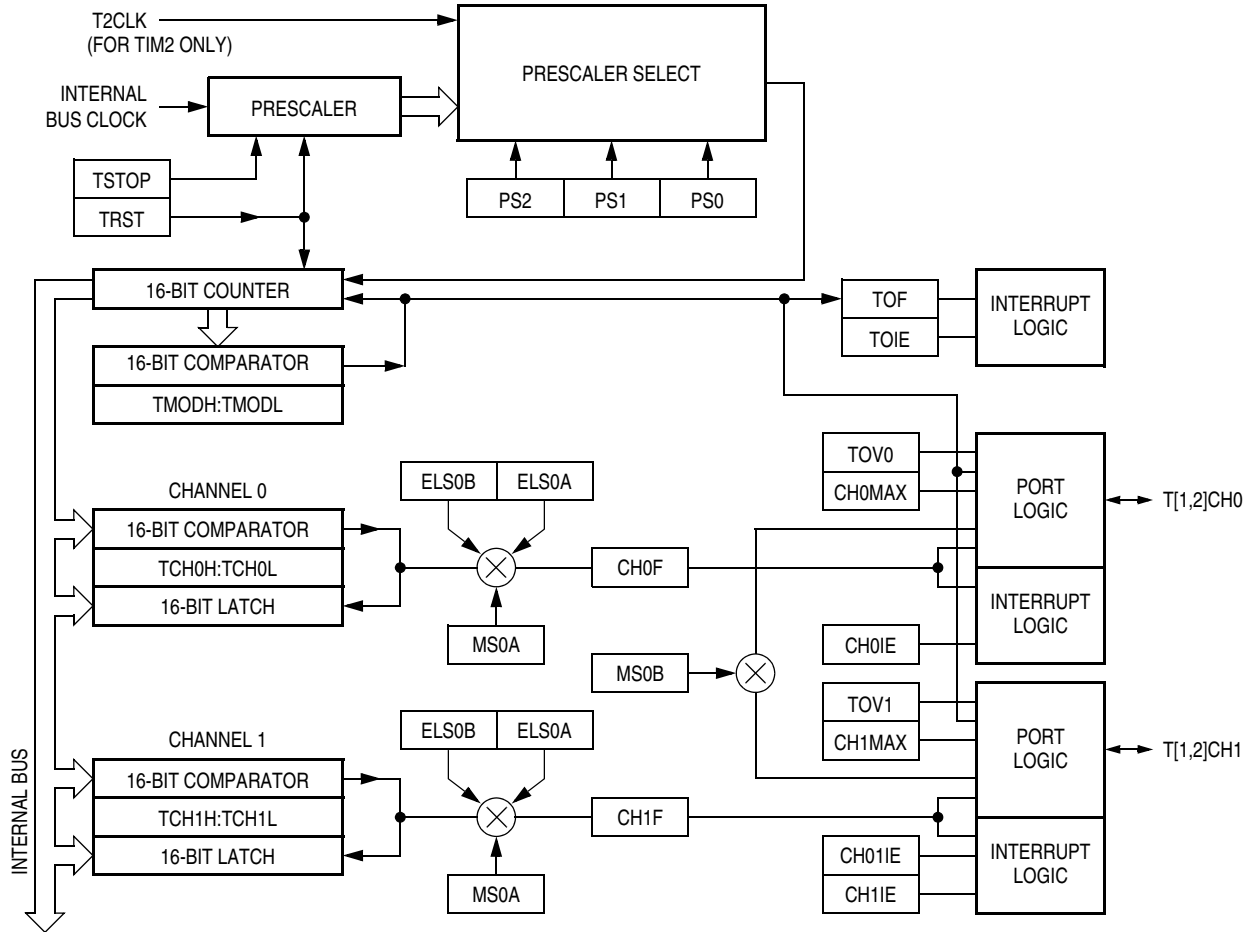 T2CLK
(FOR TIM2 ONLY)
PRESCALER SELECT
INTERNAL
BUS CLOCK
PRESCALER
TSTOP
TRST
PS2
PS1
PS0
16-BIT COUNTER
TOF
TOIE
INTERRUPT
LOGIC
16-BIT COMPARATOR
TMODH:TMODL
TOV0
CH0MAX
PORT
LOGIC
T[1,2]CH0
ELS0B
ELS0A
CHANNEL 0
16-BIT COMPARATOR
TCH0H:TCH0L
16-BIT LATCH
CH0F
MS0A
INTERRUPT
LOGIC
CH0IE
MS0B
TOV1
CH1MAX
PORT
LOGIC
T[1,2]CH1
ELS0B
ELS0A
CHANNEL 1
16-BIT COMPARATOR
TCH1H:TCH1L
16-BIT LATCH
CH1F
MS0A
CH01IE
CH1IE
INTERRUPT
LOGIC
INTERNAL BUS